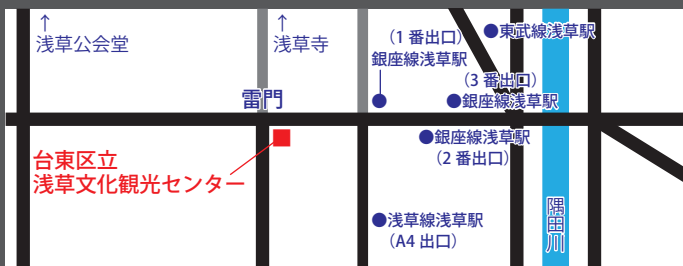 ↑
浅草公会堂
↑
浅草寺
(1 番出口)
銀座線浅草駅
●東武線浅草駅
(3 番出口)
●銀座線浅草駅
雷門
●銀座線浅草駅
(2 番出口)
台東区立
浅草文化観光センター
●浅草線浅草駅
(A4 出口)
隅田川